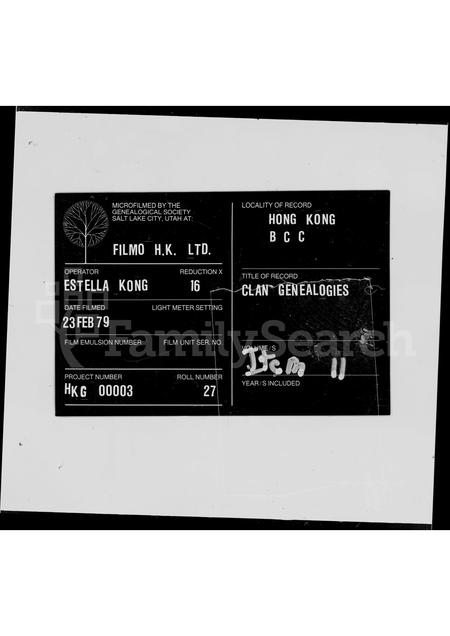 MICROFILMED BY THE
GENEALOGICAL SOCIETY
SALT LAKE CITY, UTAH AT:
FILMO H.K. LTD.
OPERATOR REDUCTION X
ESTELLA KONG 16
DATE FILMED LIGHT METER SETTING
23 FEB 79
FILM EMULSION NUMBER FILM UNIT SER. NO.
PROJECT NUMBER ROLL NUMBER
HKG 00003 27
LOCALITY OF RECORD
HONG KONG
B C C
TITLE OF RECORD
CLAN GENEALOGIES
VOLUME/S
Item 11
YEAR/S INCLUDED
FamilySearch